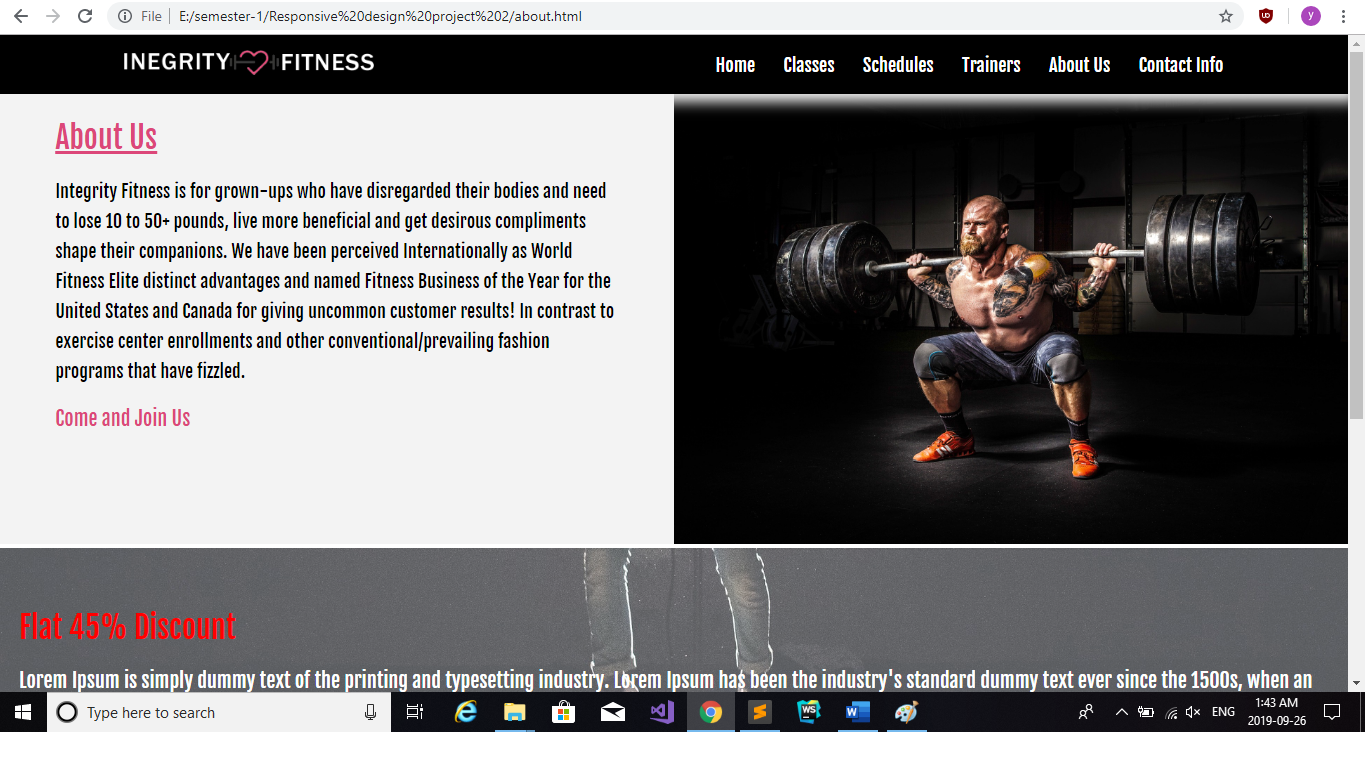 File | E:/semester-1/Responsive%20design%20project%202/about.html
y
INEGRITY FITNESS
Home Classes Schedules Trainers About Us Contact Info
About Us
Integrity Fitness is for grown-ups who have disregarded their bodies and need
to lose 10 to 50+ pounds, live more beneficial and get desirous compliments
shape their companions. We have been perceived Internationally as World
Fitness Elite distinct advantages and named Fitness Business of the Year for the
United States and Canada for giving uncommon customer results! In contrast to
exercise center enrollments and other conventional/prevailing fashion
programs that have fizzled.
Come and Join Us
Flat 45% Discount
Lorem Ipsum is simply dummy text of the printing and typesetting industry. Lorem Ipsum has been the industry's standard dummy text ever since the 1500s, when an
Type here to search
WS
ENG
1:43 AM
2019-09-26